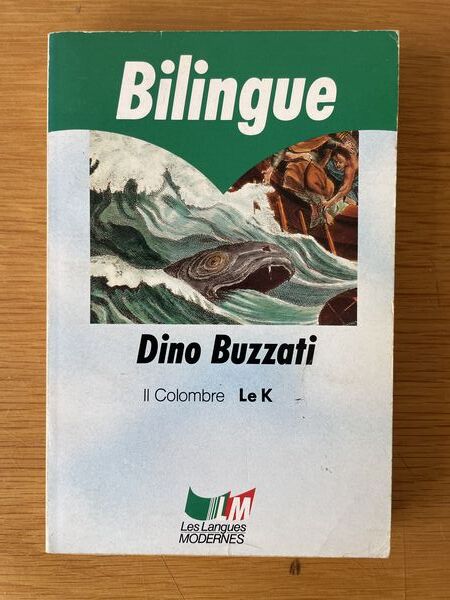 Bilingue
Dino Buzzati
Il Colombre Le K
LM
Les Langues
MODERNES